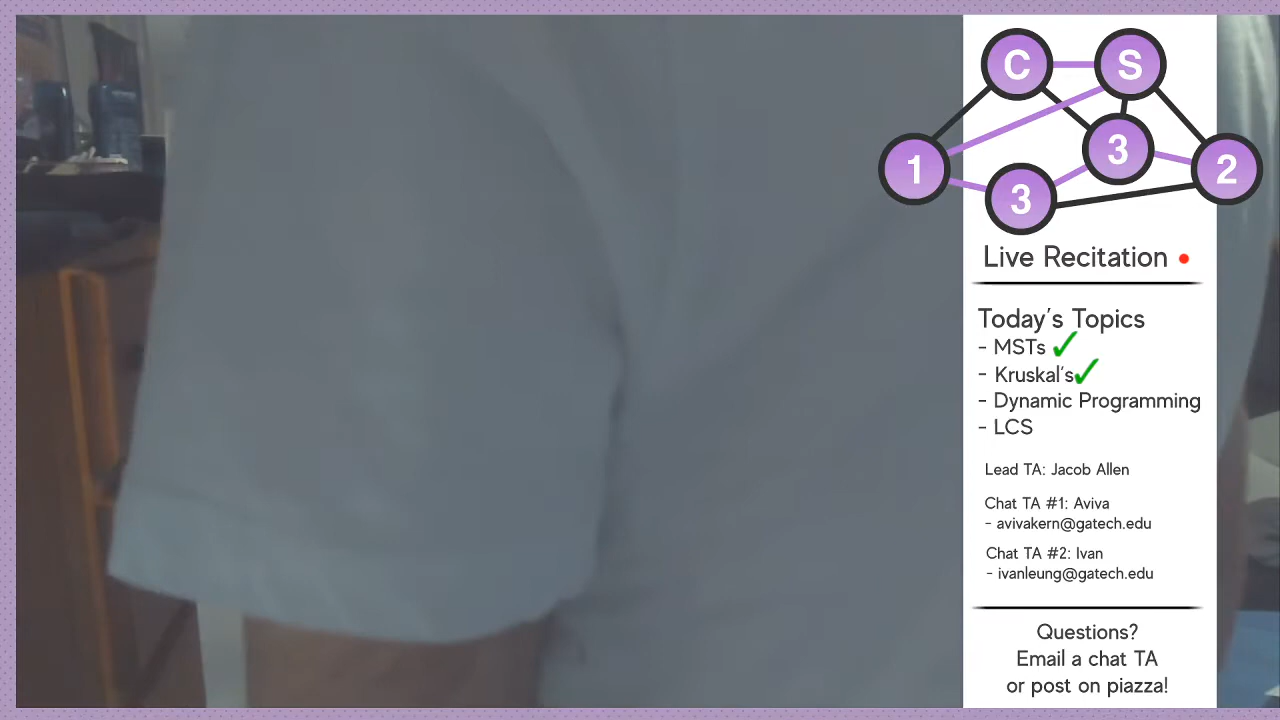 C S
1 3 3 2
Live Recitation
Today's Topics
- MSTs ✓
- Kruskal's ✓
- Dynamic Programming
- LCS
Lead TA: Jacob Allen
Chat TA #1: Aviva
- avivakern@gatech.edu
Chat TA #2: Ivan
- ivanleung@gatech.edu
Questions?
Email a chat TA
or post on piazza!